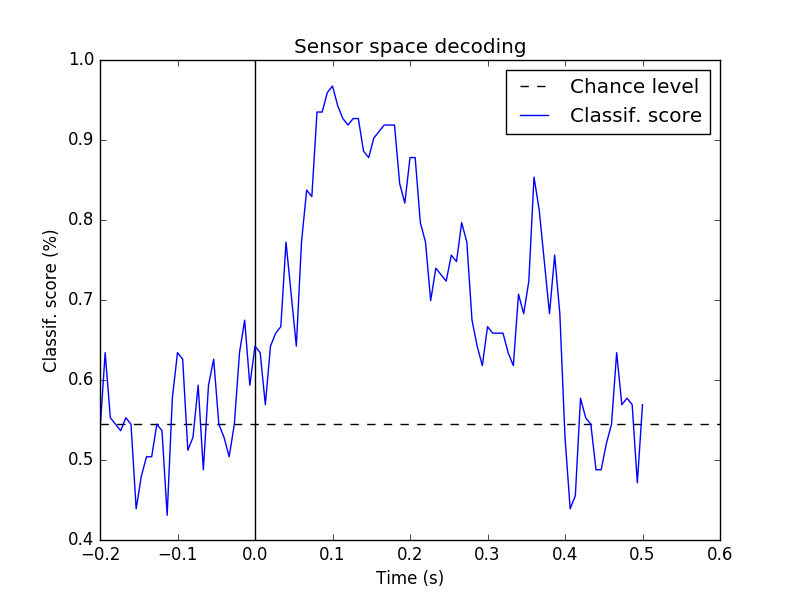 Sensor space decoding
1.0
0.9
0.8
0.7
0.6
0.5
0.4
Classif. score (%)
Chance level
Classif. score
−0.2 −0.1 0.0 0.1 0.2 0.3 0.4 0.5 0.6
Time (s)